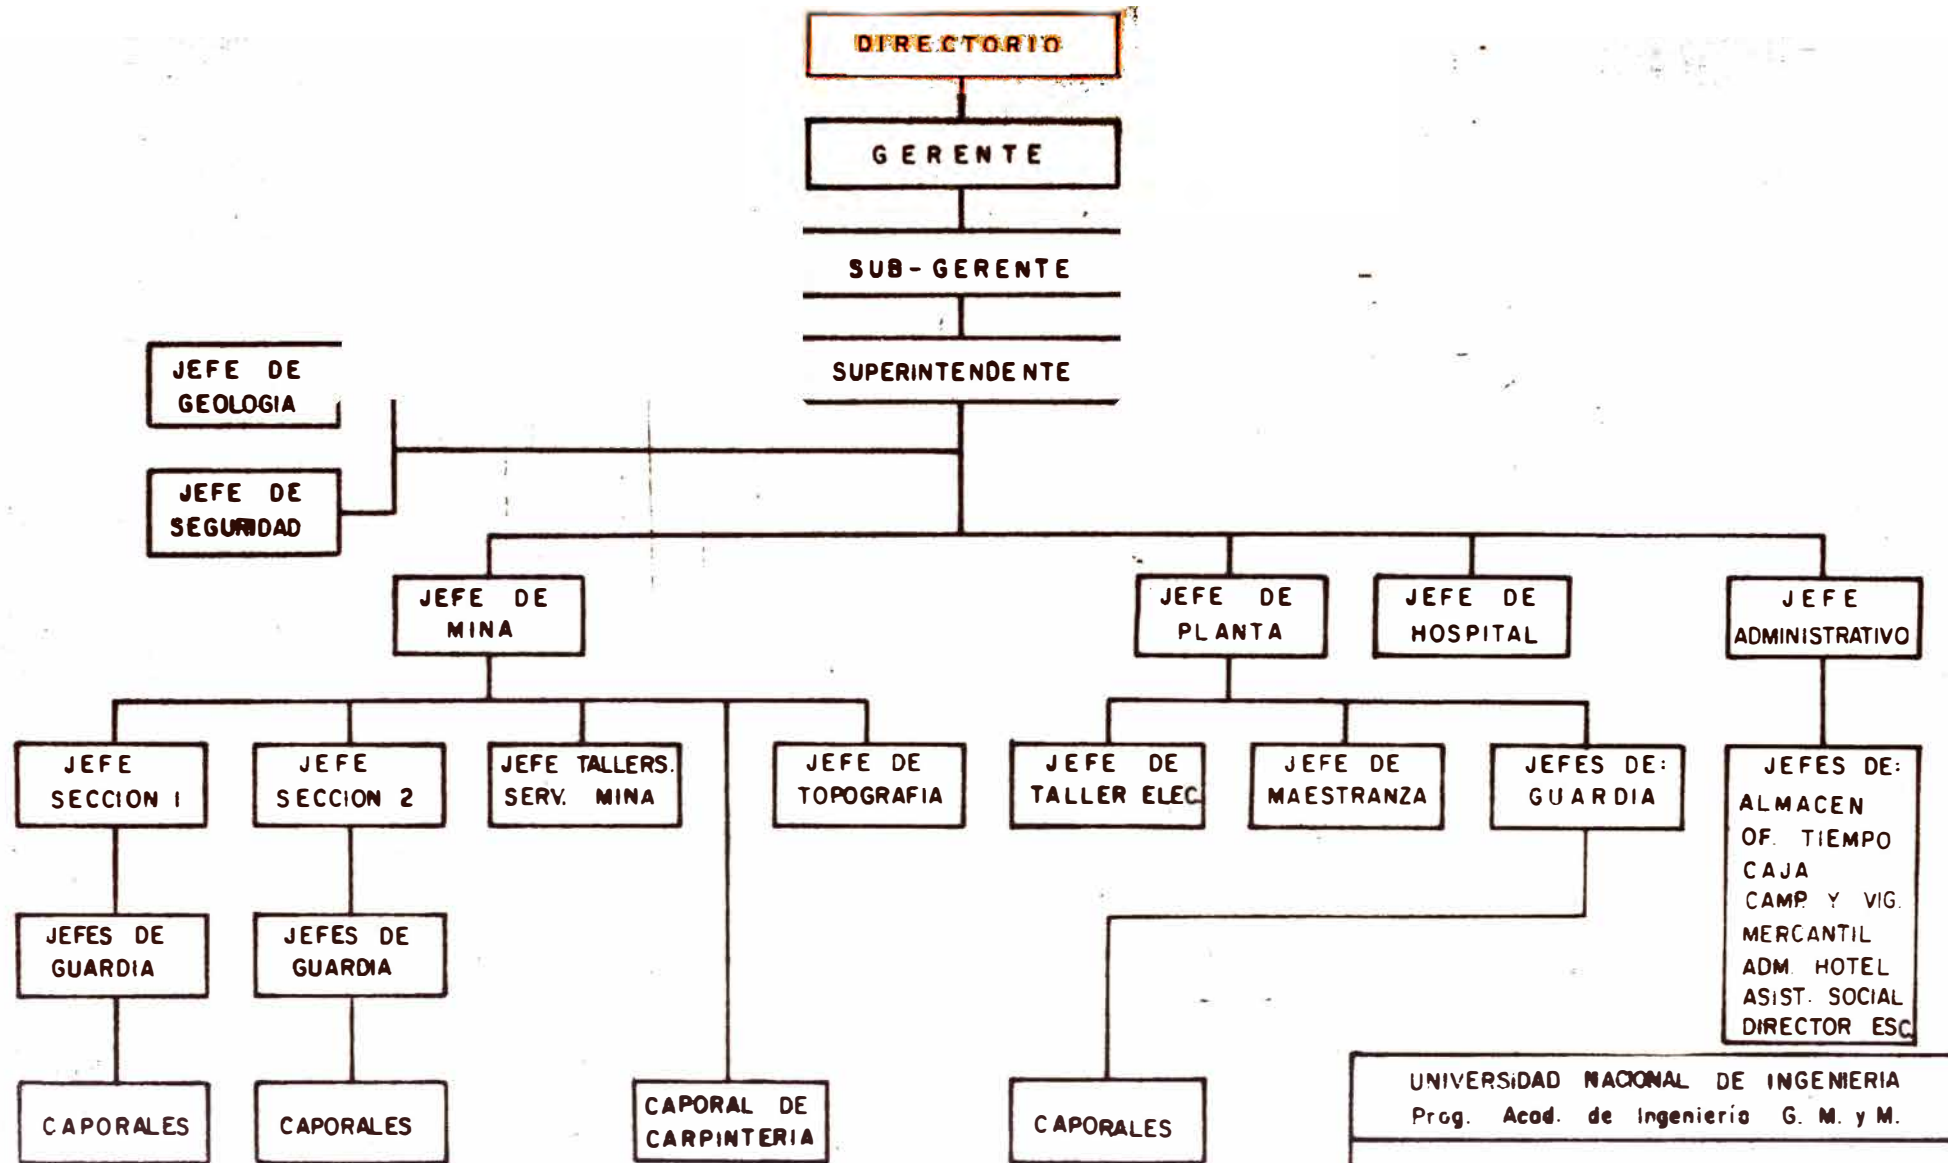 DIRECTORIO
GERENTE
SUB-GERENTE
SUPERINTENDENTE
JEFE DE
GEOLOGIA
JEFE DE
SEGURIDAD
JEFE DE
MINA
JEFE DE
PLANTA
JEFE DE
HOSPITAL
JEFE
ADMINISTRATIVO
JEFE
SECCION 1
JEFE
SECCION 2
JEFE TALLERS.
SERV. MINA
JEFE DE
TOPOGRAFIA
JEFE DE
TALLER ELEC.
JEFE DE
MAESTRANZA
JEFES DE:
GUARDIA
JEFES DE:
ALMACEN
OF. TIEMPO
CAJA
CAMP. Y VIG.
MERCANTIL
ADM. HOTEL
ASIST. SOCIAL
DIRECTOR ESC.
JEFES DE
GUARDIA
JEFES DE
GUARDIA
CAPORALES
CAPORALES
CAPORAL DE
CARPINTERIA
CAPORALES
UNIVERSIDAD NACIONAL DE INGENIERIA
Prog. Acad. de Ingeniería G. M. y M.